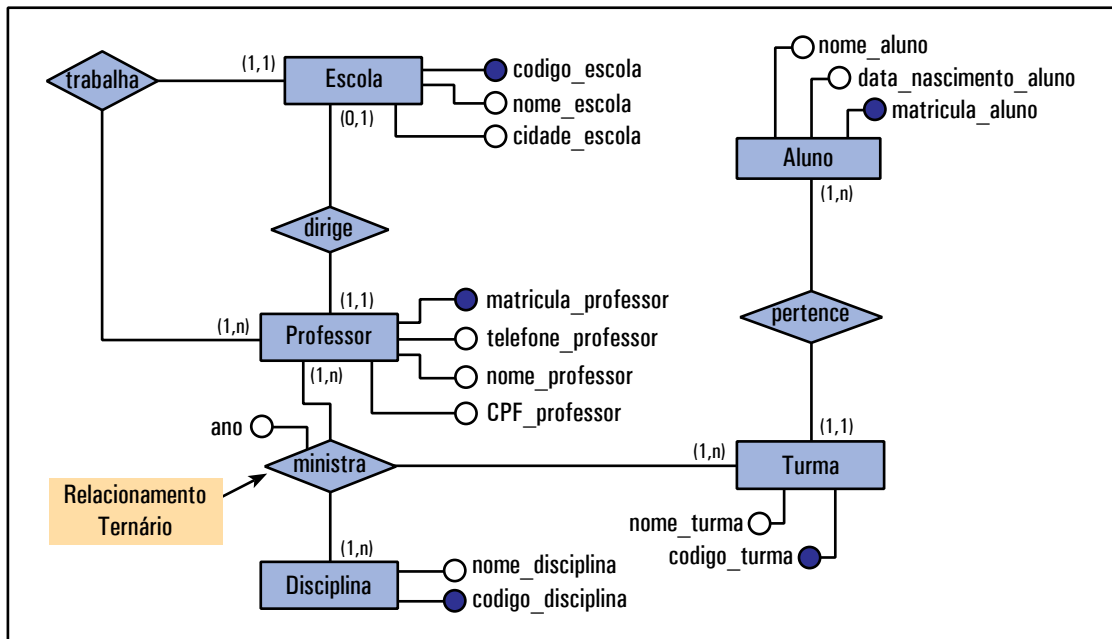 trabalha
(1,1)
Escola
codigo_escola
nome_escola
cidade_escola
(0,1)
dirige
(1,1)
(1,n)
Professor
matricula_professor
telefone_professor
nome_professor
CPF_professor
(1,n)
ano
ministra
(1,n)
Relacionamento
Ternário
(1,n)
Disciplina
nome_disciplina
codigo_disciplina
nome_aluno
data_nascimento_aluno
matricula_aluno
Aluno
(1,n)
pertence
(1,1)
Turma
nome_turma
codigo_turma